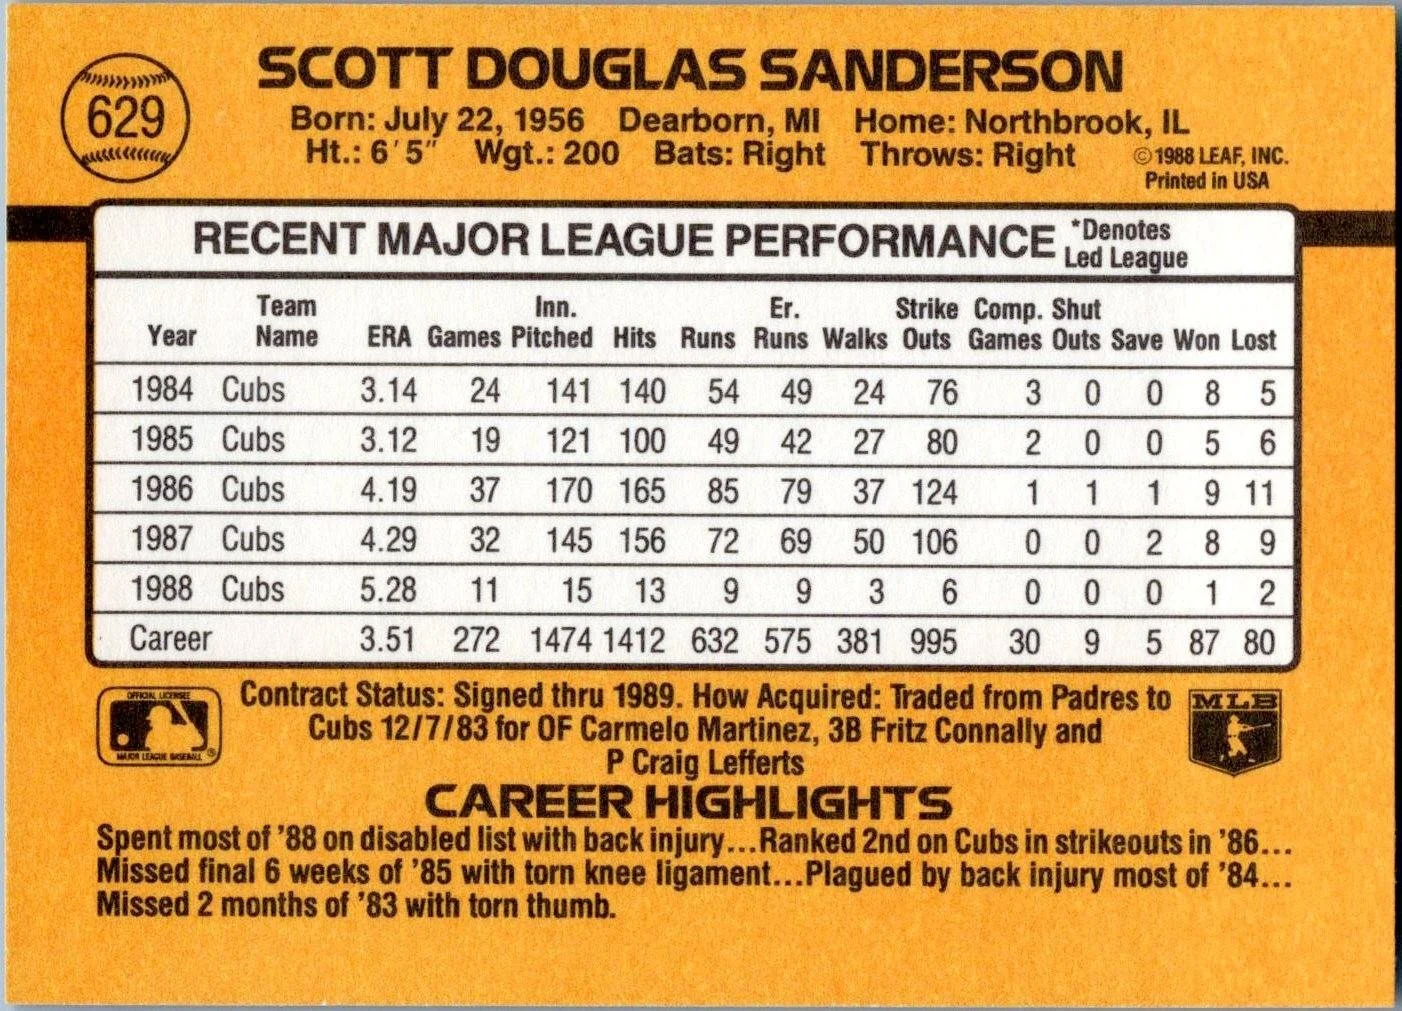 SCOTT DOUGLAS SANDERSON
629
Born: July 22, 1956 Dearborn, MI Home: Northbrook, IL
Ht.: 6'5" Wgt.: 200 Bats: Right Throws: Right
©1988 LEAF, INC.
Printed in USA
RECENT MAJOR LEAGUE PERFORMANCE *Denotes Led League
Year Team Name ERA Games Inn. Pitched Hits Runs Er. Runs Walks Strike Outs Comp. Games Shut Outs Save Won Lost
1984 Cubs 3.14 24 141 140 54 49 24 76 3 0 0 8 5
1985 Cubs 3.12 19 121 100 49 42 27 80 2 0 0 5 6
1986 Cubs 4.19 37 170 165 85 79 37 124 1 1 1 9 11
1987 Cubs 4.29 32 145 156 72 69 50 106 0 0 2 8 9
1988 Cubs 5.28 11 15 13 9 9 3 6 0 0 0 1 2
Career 3.51 272 1474 1412 632 575 381 995 30 9 5 87 80
OFFICIAL LICENSEE
MAJOR LEAGUE BASEBALL ®
Contract Status: Signed thru 1989. How Acquired: Traded from Padres to
Cubs 12/7/83 for OF Carmelo Martinez, 3B Fritz Connally and
P Craig Lefferts
MLB
CAREER HIGHLIGHTS
Spent most of '88 on disabled list with back injury...Ranked 2nd on Cubs in strikeouts in '86...
Missed final 6 weeks of '85 with torn knee ligament...Plagued by back injury most of '84...
Missed 2 months of '83 with torn thumb.